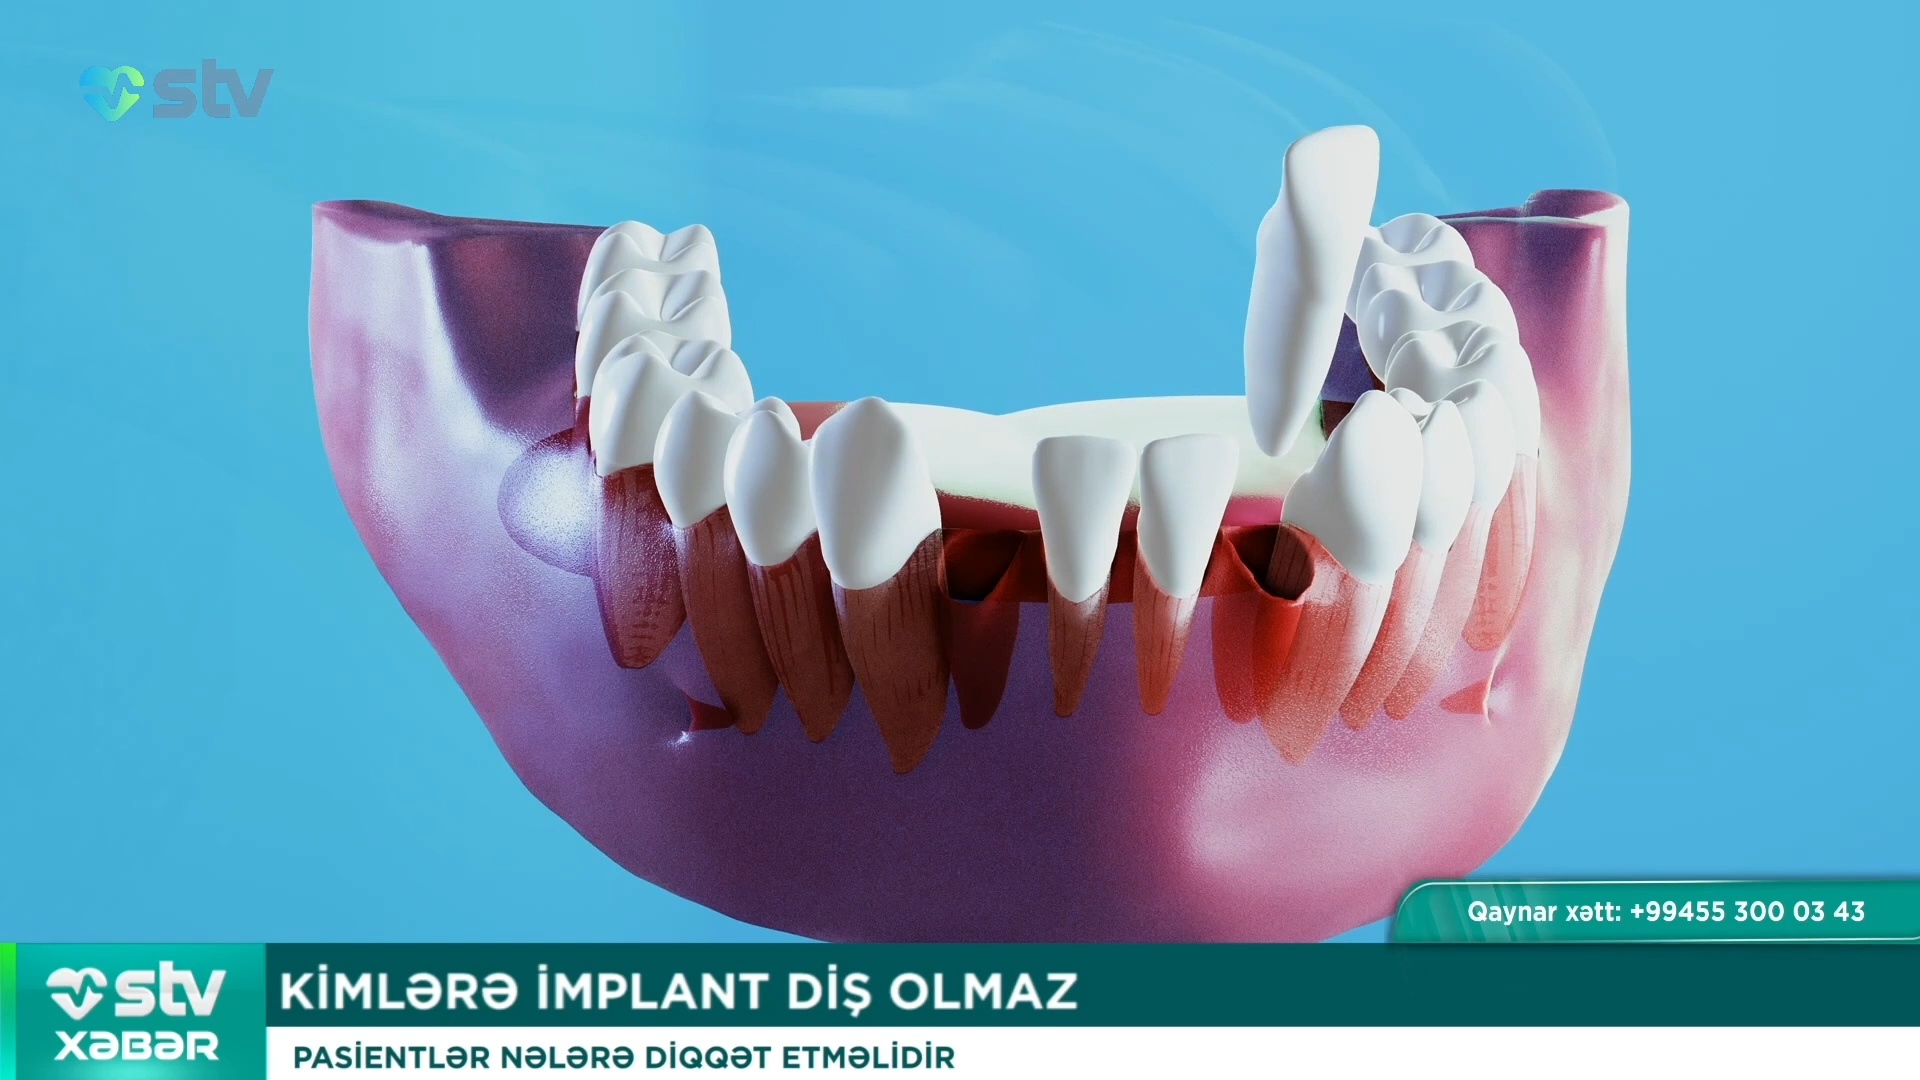 stv
Qaynar xətt: +99455 300 03 43
stv
XƏBƏR
KİMLƏRƏ İMPLANT DİŞ OLMAZ
PASİENTLƏR NƏLƏRƏ DİQQƏT ETMƏLİDİR